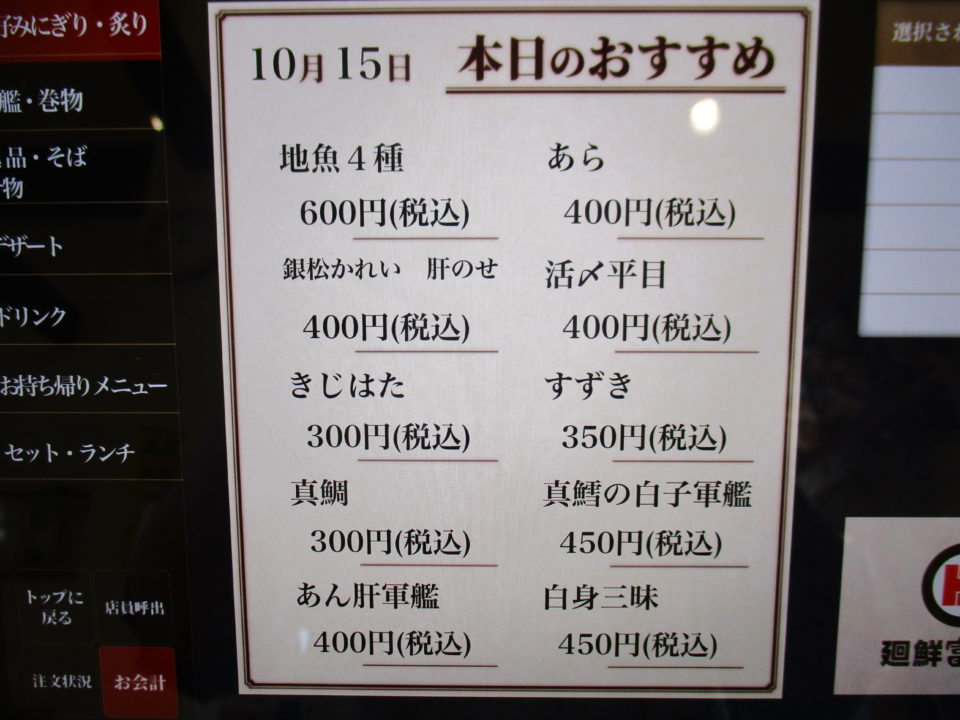 好みにぎり・炙り
艦・巻物
品・そば
物
デザート
ドリンク
お持ち帰りメニュー
セット・ランチ
トップに
戻る
店員呼出
注文状況
お会計
10月15日
本日のおすすめ
地魚4種
600円(税込)
銀松かれい 肝のせ
400円(税込)
きじはた
300円(税込)
真鯛
300円(税込)
あん肝軍艦
400円(税込)
あら
400円(税込)
活〆平目
400円(税込)
すずき
350円(税込)
真鱈の白子軍艦
450円(税込)
白身三昧
450円(税込)
選択さ
廻鮮富